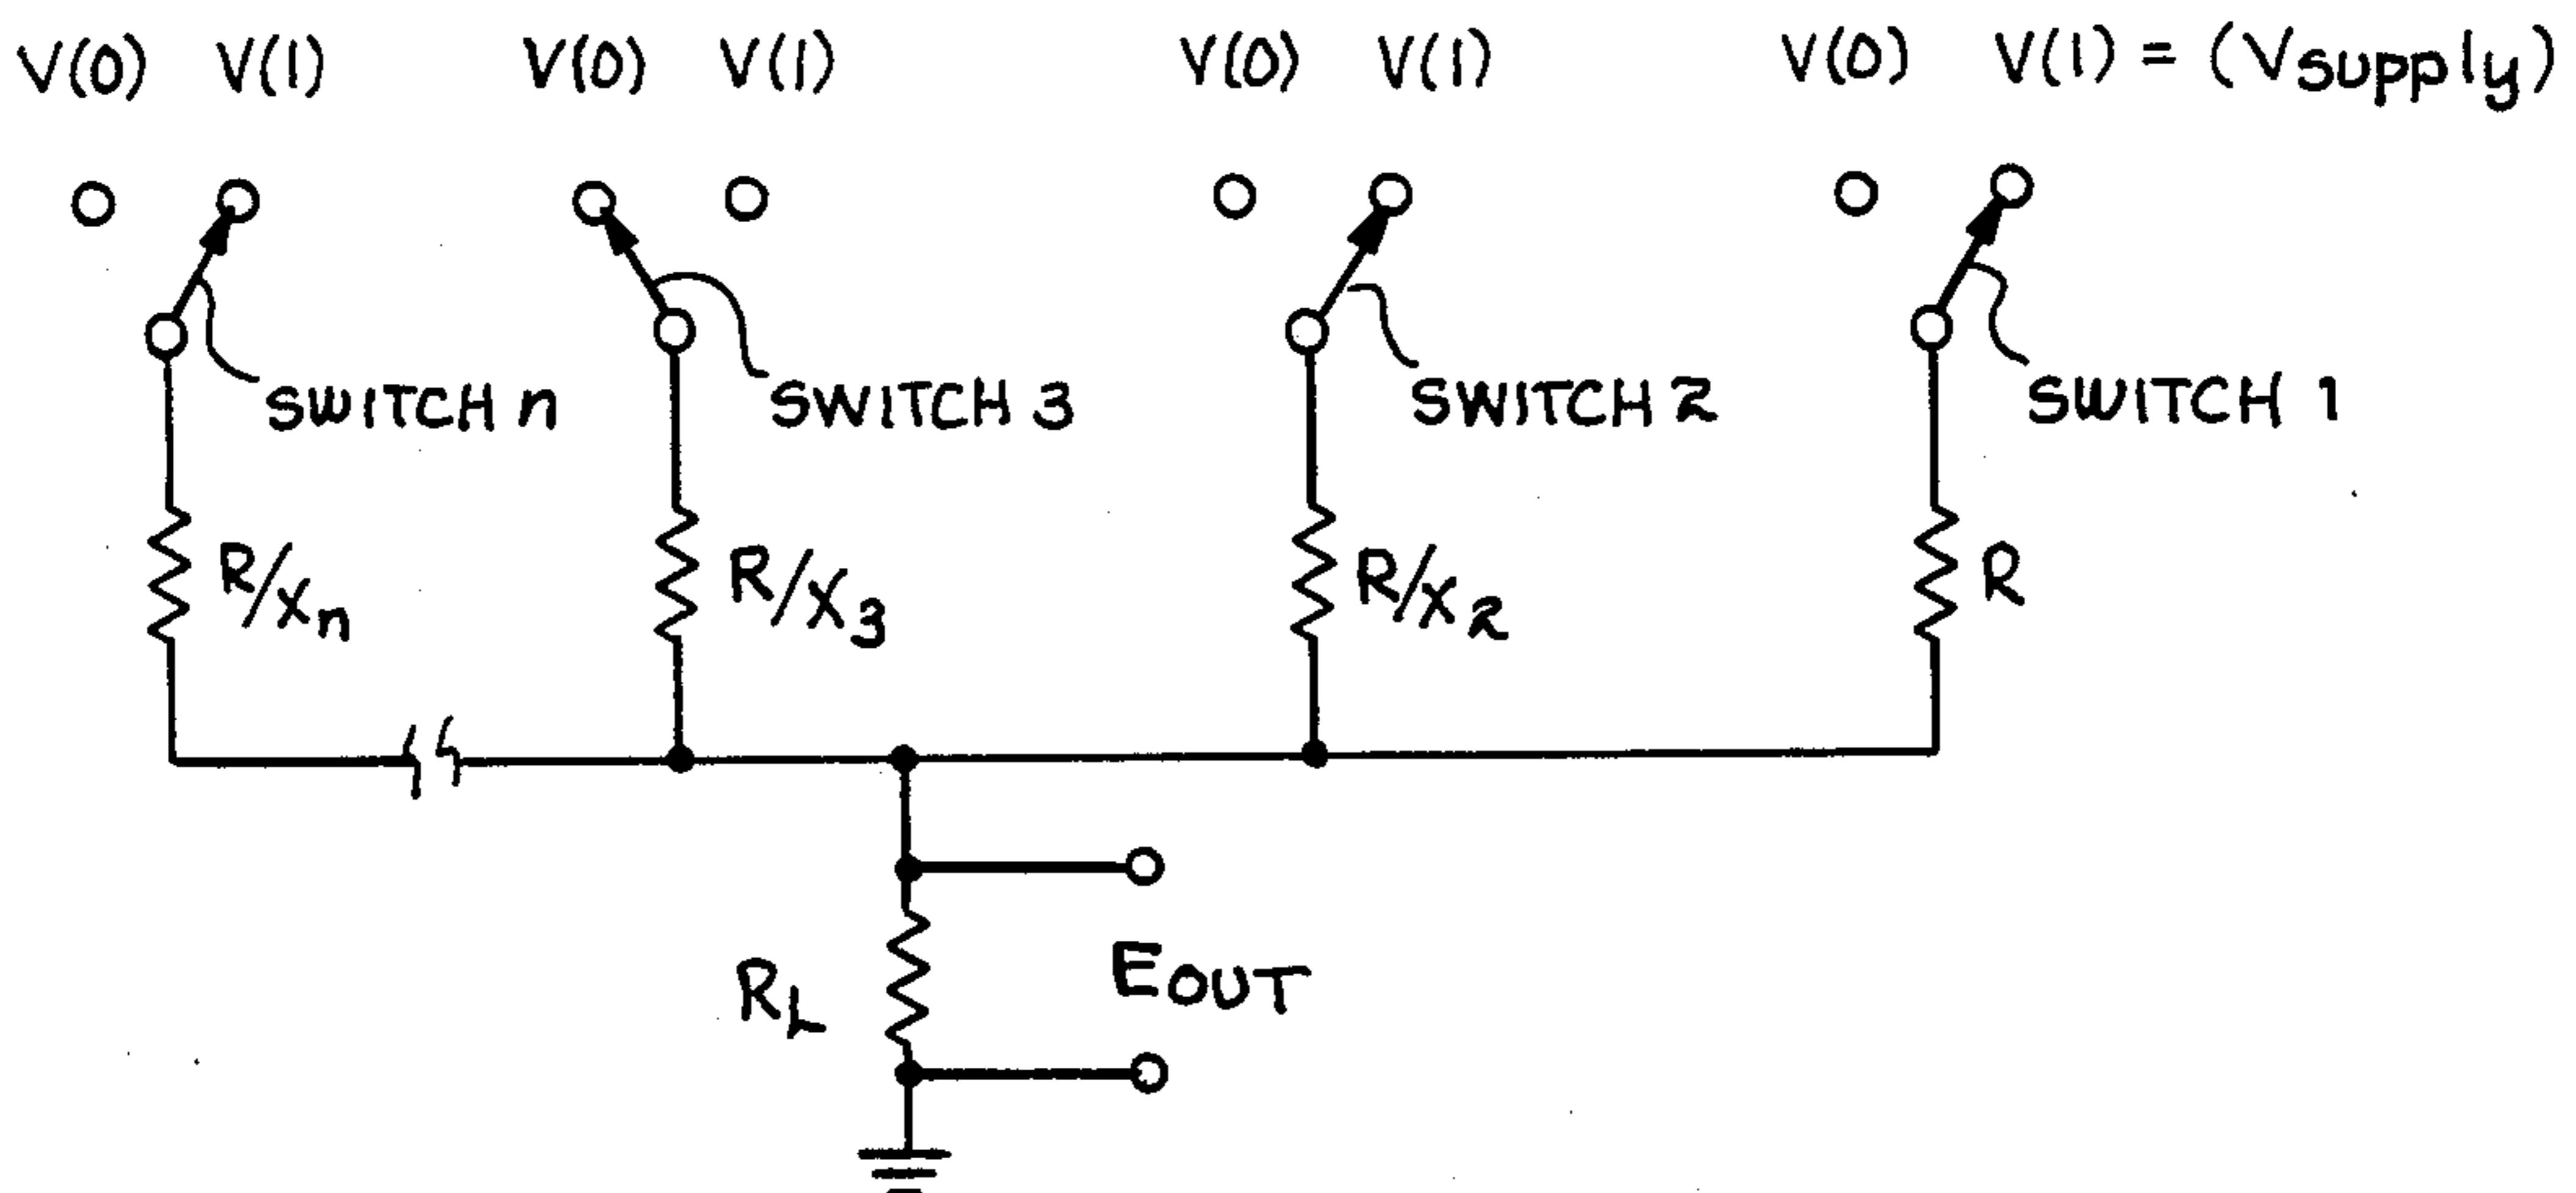 V(0) V(1) V(0) V(1) V(0) V(1) V(0) V(1) = (Vsupply)
SWITCH n SWITCH 3 SWITCH 2 SWITCH 1
R/xn R/x3 R/x2 R
RL EOUT